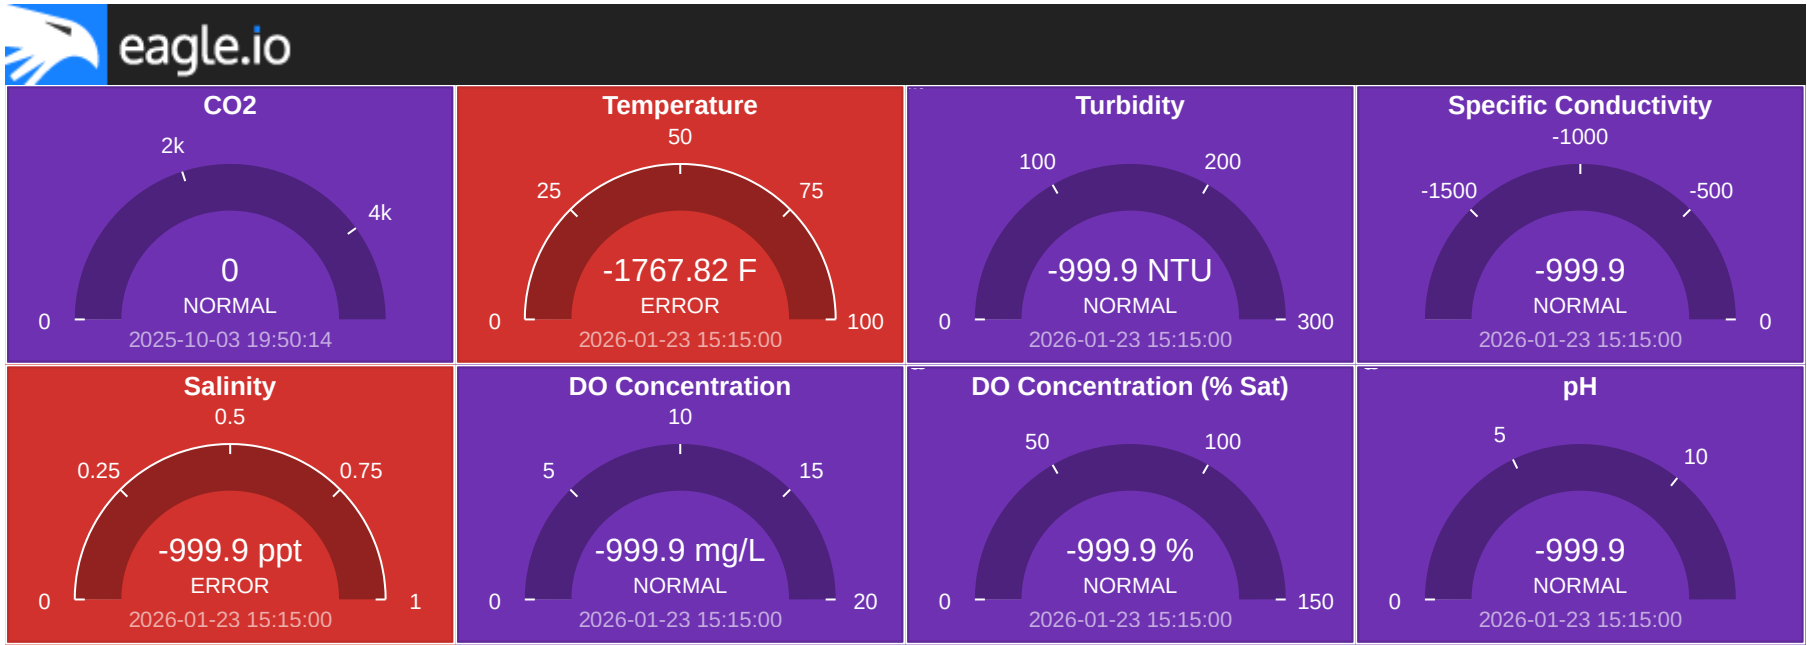 eagle.io
CO2
2k
4k
0
NORMAL
0
2025-10-03 19:50:14
Temperature
50
25
75
-1767.82 F
ERROR
0
100
2026-01-23 15:15:00
Turbidity
100
200
-999.9 NTU
NORMAL
0
300
2026-01-23 15:15:00
Specific Conductivity
-1000
-1500
-500
-999.9
NORMAL
0
2026-01-23 15:15:00
Salinity
0.5
0.25
0.75
-999.9 ppt
ERROR
0
1
2026-01-23 15:15:00
DO Concentration
10
5
15
-999.9 mg/L
NORMAL
0
20
2026-01-23 15:15:00
DO Concentration (% Sat)
50
100
-999.9 %
NORMAL
0
150
2026-01-23 15:15:00
pH
5
10
-999.9
NORMAL
0
2026-01-23 15:15:00